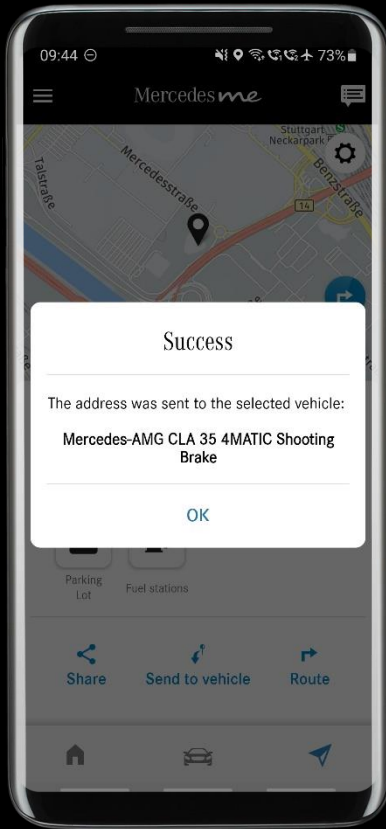 09:44
73%
Mercedes me
Stuttgart
Neckarpark
Talstraße
Mercedesstraße
Benzstraße
14
Success
The address was sent to the selected vehicle:
Mercedes-AMG CLA 35 4MATIC Shooting
Brake
OK
Parking
Lot
Fuel stations
Share
Send to vehicle
Route